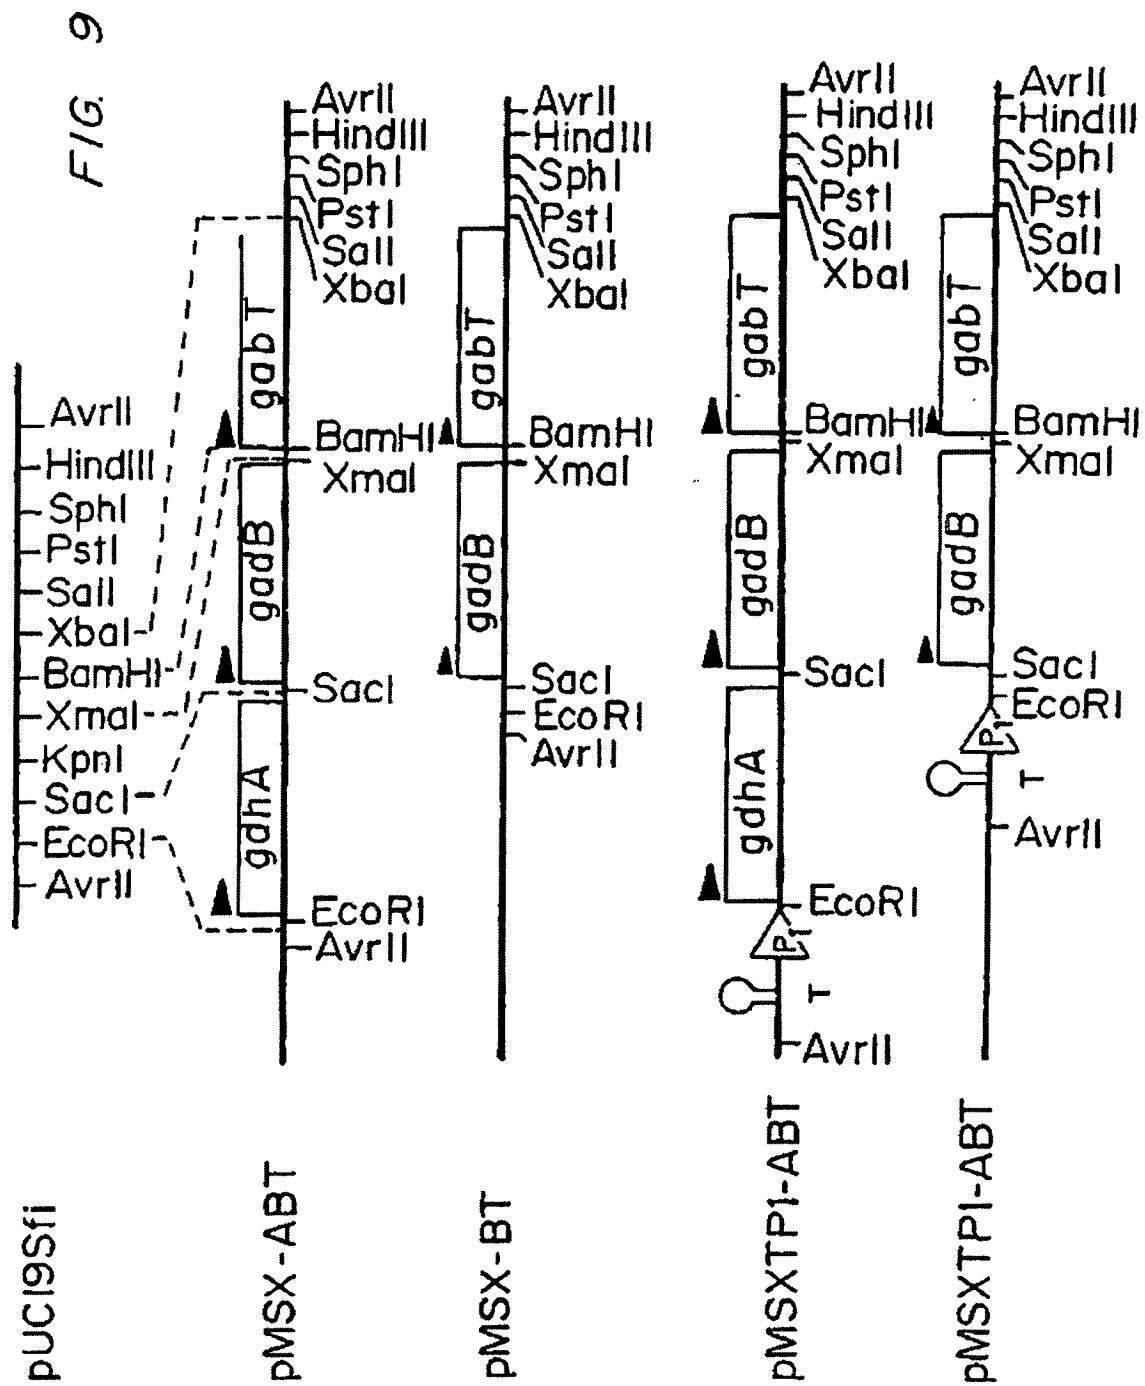 FIG. 9
pUC19Sfi
AvrII EcoRI SacI KpnI XmaI BamHI XbaI SalI PstI SphI HindIII AvrII
pMSX-ABT
gdhA gadB gabT
AvrII EcoRI SacI XmaI BamHI XbaI SalI PstI SphI HindIII AvrII
pMSX-BT
gadB gabT
AvrII EcoRI SacI XmaI BamHI XbaI SalI PstI SphI HindIII AvrII
pMSXTP1-ABT
gdhA gadB gabT
AvrII T P1 EcoRI SacI XmaI BamHI XbaI SalI PstI SphI HindIII AvrII
pMSXTP1-ABT
gadB gabT
AvrII T P1 EcoRI SacI XmaI BamHI XbaI SalI PstI SphI HindIII AvrII